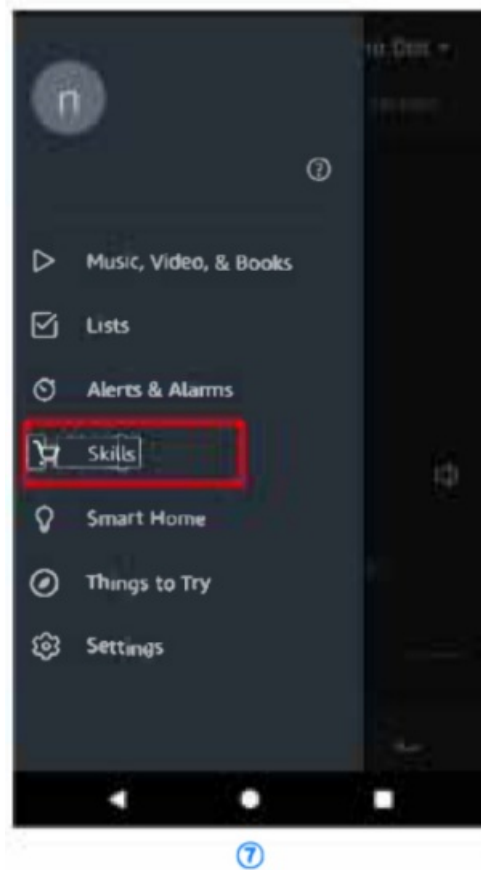 n
Music, Video, & Books
Lists
Alerts & Alarms
Skills
Smart Home
Things to Try
Settings
⑦